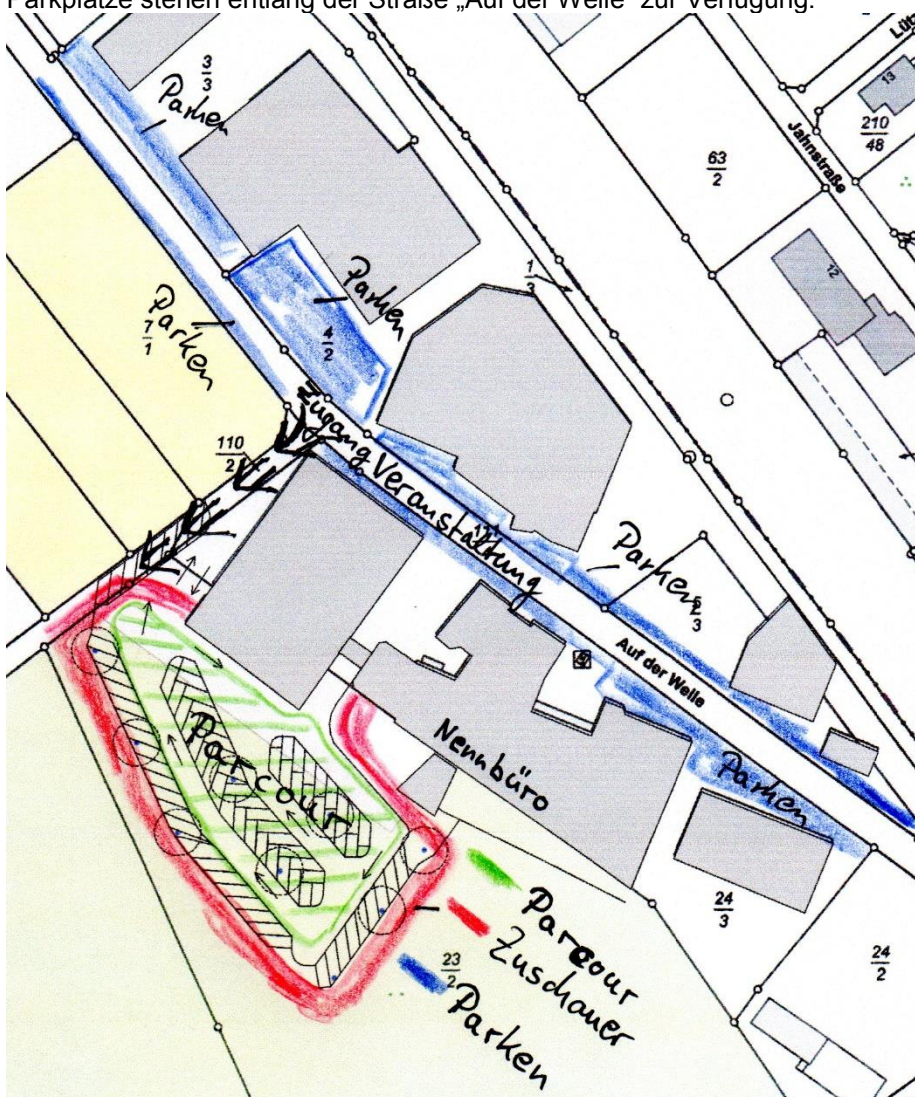 Parkplätze stehen entlang der Straße „Auf der Welle" zur Verfügung.
3/3
Parken
Lüb
13
210/48
Jahnstraße
63/2
12
1/3
Parken
4/2
Parken
7/1
110/2
Zugang Veranstaltung
Parken
3
Auf der Welle
Parcour
Nennbüro
Parken
24/3
24/2
Parcour
Zuschauer
23/2
Parken